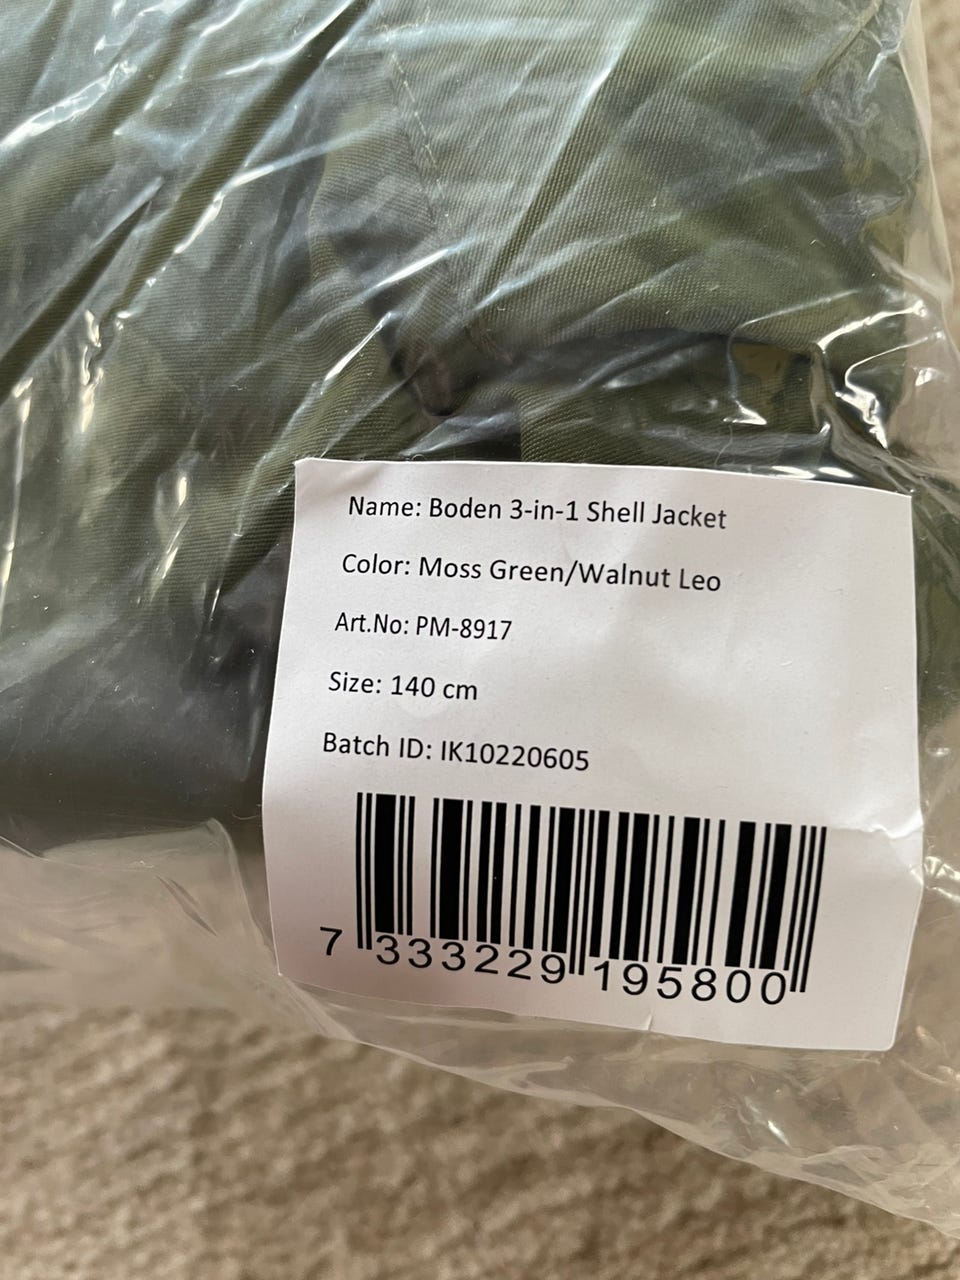 Name: Boden 3-in-1 Shell Jacket
Color: Moss Green/Walnut Leo
Art.No: PM-8917
Size: 140 cm
Batch ID: IK10220605
7 333229 195800